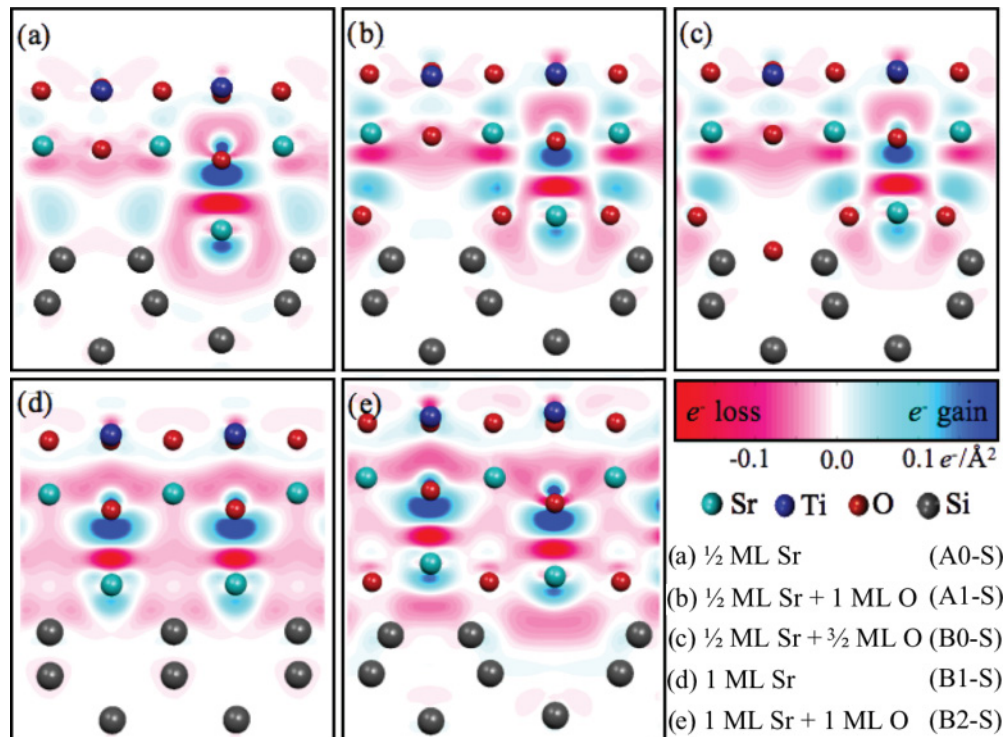 (a)
(b)
(c)
(d)
(e)
e⁻ loss e⁻ gain
-0.1 0.0 0.1 e⁻/Å²
Sr Ti O Si
(a) ½ ML Sr (A0-S)
(b) ½ ML Sr + 1 ML O (A1-S)
(c) ½ ML Sr + 3⁄2 ML O (B0-S)
(d) 1 ML Sr (B1-S)
(e) 1 ML Sr + 1 ML O (B2-S)